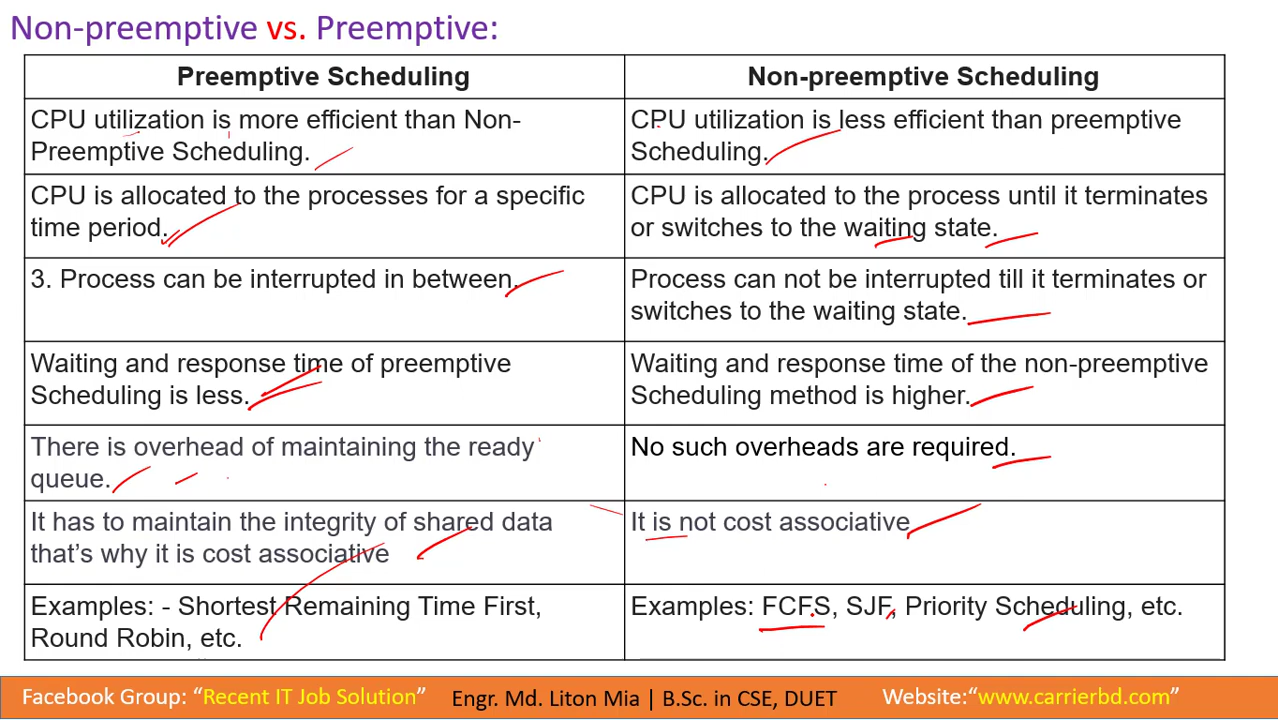 Non-preemptive vs. Preemptive:
Preemptive Scheduling
Non-preemptive Scheduling
CPU utilization is more efficient than Non-
Preemptive Scheduling.
CPU utilization is less efficient than preemptive
Scheduling.
CPU is allocated to the processes for a specific
time period.
CPU is allocated to the process until it terminates
or switches to the waiting state.
3. Process can be interrupted in between.
Process can not be interrupted till it terminates or
switches to the waiting state.
Waiting and response time of preemptive
Scheduling is less.
Waiting and response time of the non-preemptive
Scheduling method is higher.
There is overhead of maintaining the ready
queue.
No such overheads are required.
It has to maintain the integrity of shared data
that’s why it is cost associative
It is not cost associative
Examples: - Shortest Remaining Time First,
Round Robin, etc.
Examples: FCFS, SJF, Priority Scheduling, etc.
Facebook Group: “Recent IT Job Solution” Engr. Md. Liton Mia | B.Sc. in CSE, DUET Website:“www.carrierbd.com”